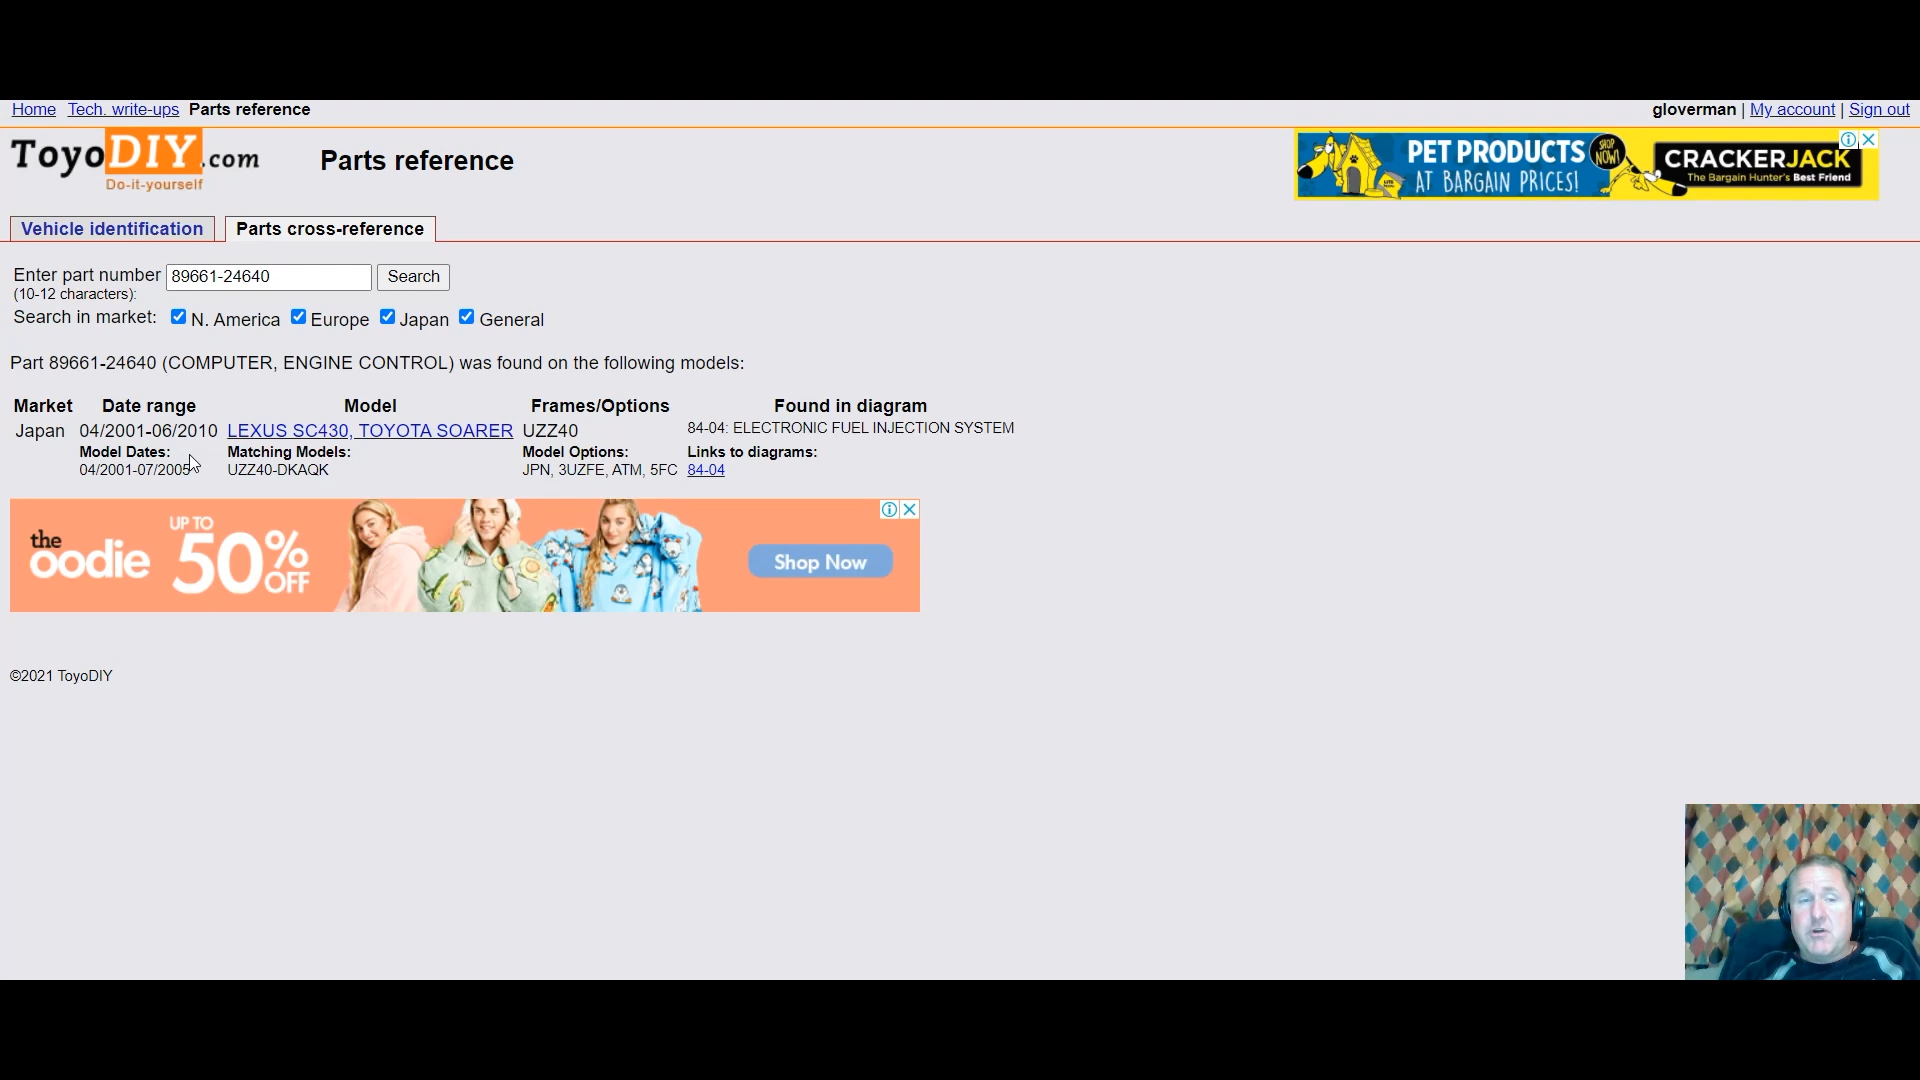 Home Tech. write-ups Parts reference
gloverman | My account | Sign out
ToyoDIY.com
Do-it-yourself
Parts reference
PET PRODUCTS
AT BARGAIN PRICES!
SHOP NOW!
CRACKERJACK
The Bargain Hunter's Best Friend
Vehicle identification Parts cross-reference
Enter part number 89661-24640 Search
(10-12 characters):
Search in market: N. America Europe Japan General
Part 89661-24640 (COMPUTER, ENGINE CONTROL) was found on the following models:
Market Date range Model Frames/Options Found in diagram
Japan 04/2001-06/2010 LEXUS SC430, TOYOTA SOARER UZZ40 84-04: ELECTRONIC FUEL INJECTION SYSTEM
Model Dates: Matching Models: Model Options: Links to diagrams:
04/2001-07/2005 UZZ40-DKAQK JPN, 3UZFE, ATM, 5FC 84-04
the
oodie
UP TO
50% OFF
Shop Now
©2021 ToyoDIY